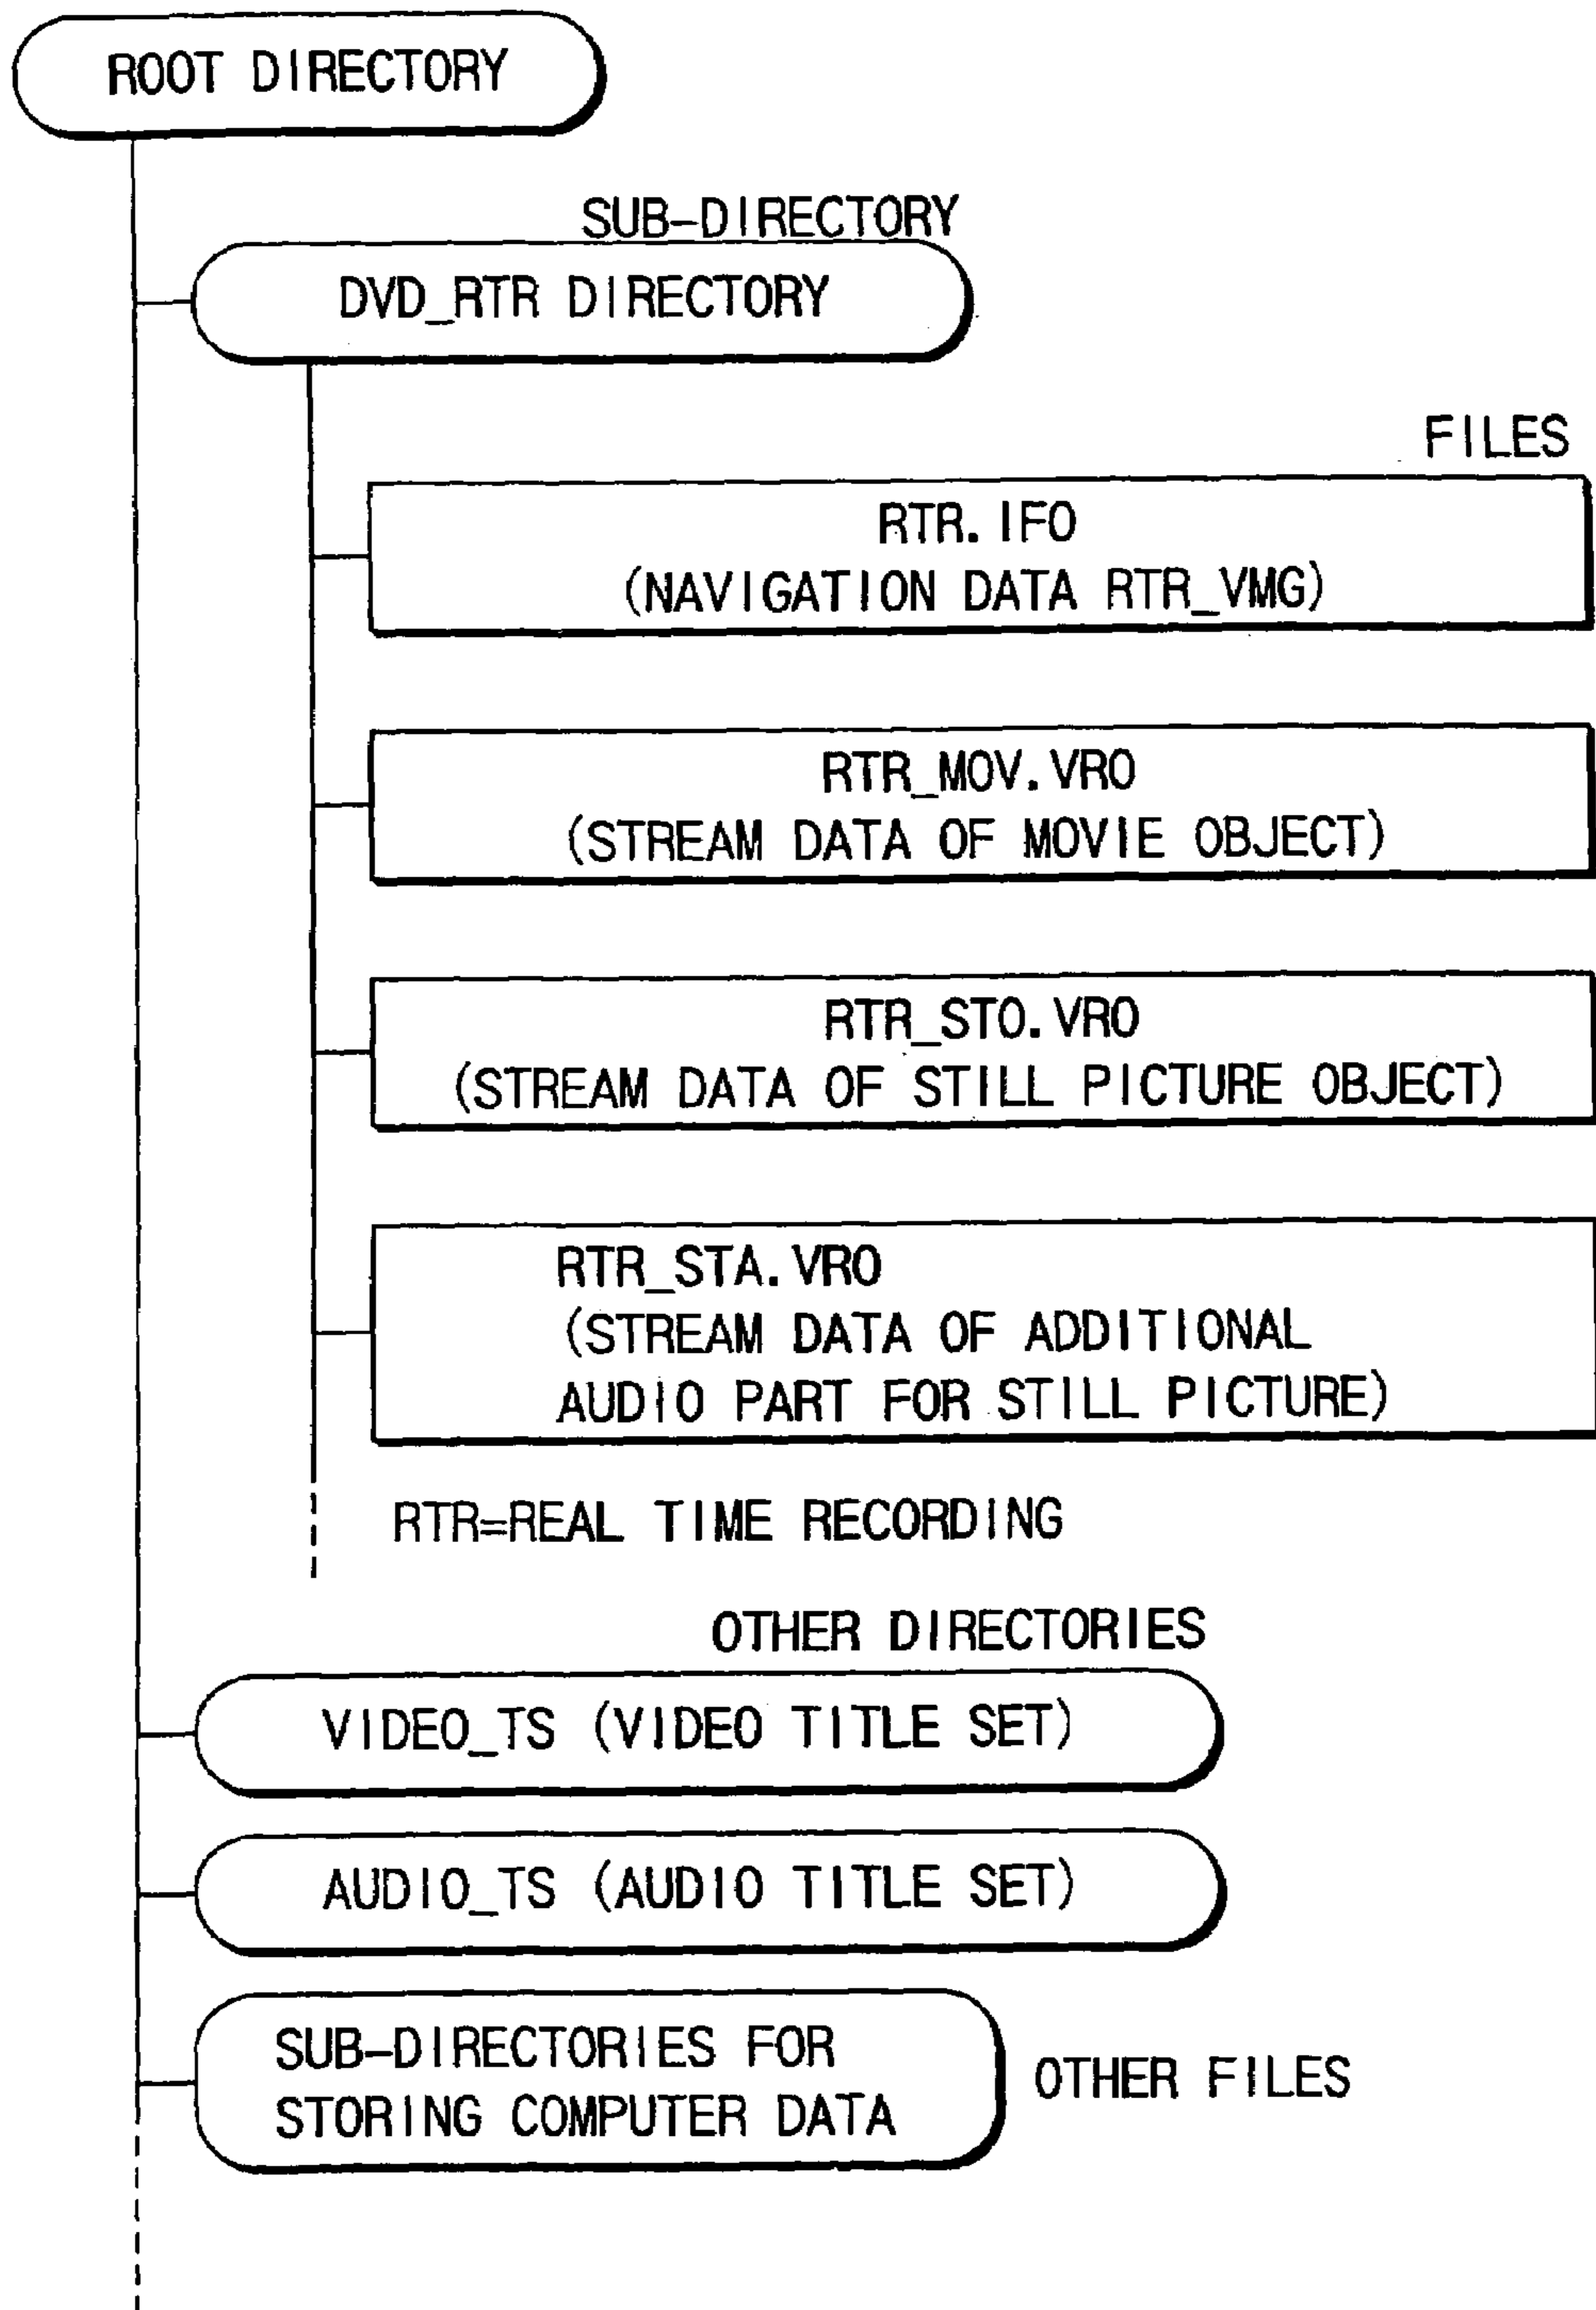 ROOT DIRECTORY
SUB-DIRECTORY
DVD_RTR DIRECTORY
FILES
RTR.IFO
(NAVIGATION DATA RTR_VMG)
RTR_MOV.VRO
(STREAM DATA OF MOVIE OBJECT)
RTR_STO.VRO
(STREAM DATA OF STILL PICTURE OBJECT)
RTR_STA.VRO
(STREAM DATA OF ADDITIONAL
AUDIO PART FOR STILL PICTURE)
RTR=REAL TIME RECORDING
OTHER DIRECTORIES
VIDEO_TS (VIDEO TITLE SET)
AUDIO_TS (AUDIO TITLE SET)
SUB-DIRECTORIES FOR
STORING COMPUTER DATA
OTHER FILES